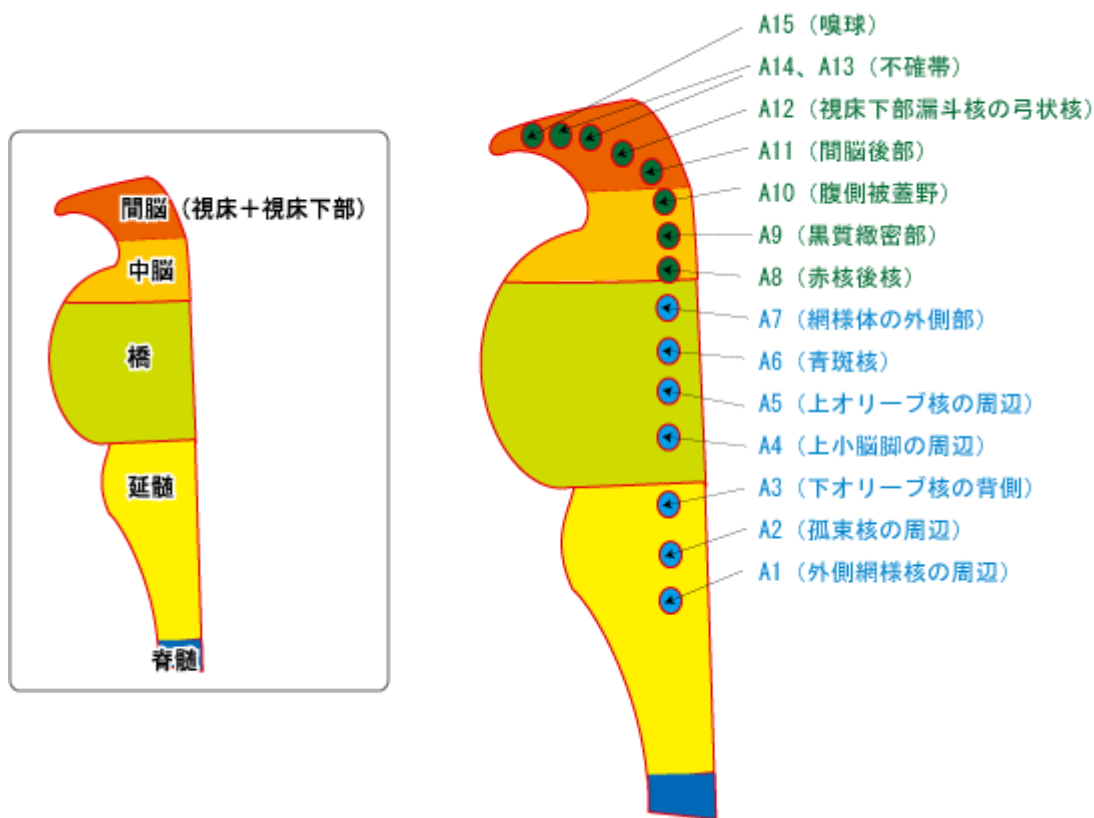 間脳（視床＋視床下部）
中脳
橋
延髄
脊髄
A15（嗅球）
A14、A13（不確帯）
A12（視床下部漏斗核の弓状核）
A11（間脳後部）
A10（腹側被蓋野）
A9（黒質緻密部）
A8（赤核後核）
A7（網様体の外側部）
A6（青斑核）
A5（上オリーブ核の周辺）
A4（上小脳脚の周辺）
A3（下オリーブ核の背側）
A2（孤束核の周辺）
A1（外側網様核の周辺）